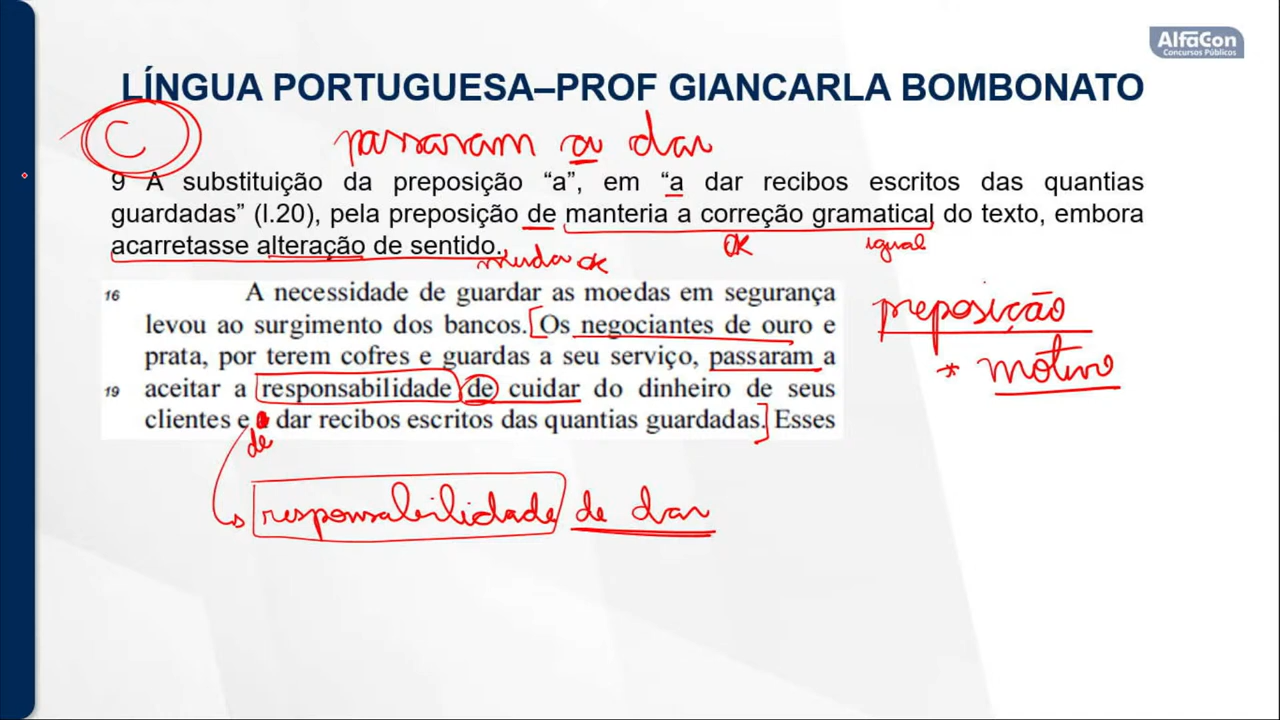 AlfaCon
Concursos Públicos
LÍNGUA PORTUGUESA–PROF GIANCARLA BOMBONATO
C
passaram a dar
9 A substituição da preposição “a”, em “a dar recibos escritos das quantias
guardadas” (l.20), pela preposição de manteria a correção gramatical do texto, embora
acarretasse alteração de sentido.
muda ok
OK
igual
16 A necessidade de guardar as moedas em segurança
levou ao surgimento dos bancos. [Os negociantes de ouro e
prata, por terem cofres e guardas a seu serviço, passaram a
19 aceitar a responsabilidade de cuidar do dinheiro de seus
clientes e dar recibos escritos das quantias guardadas.] Esses
de
preposição
* motivo
responsabilidade de dar